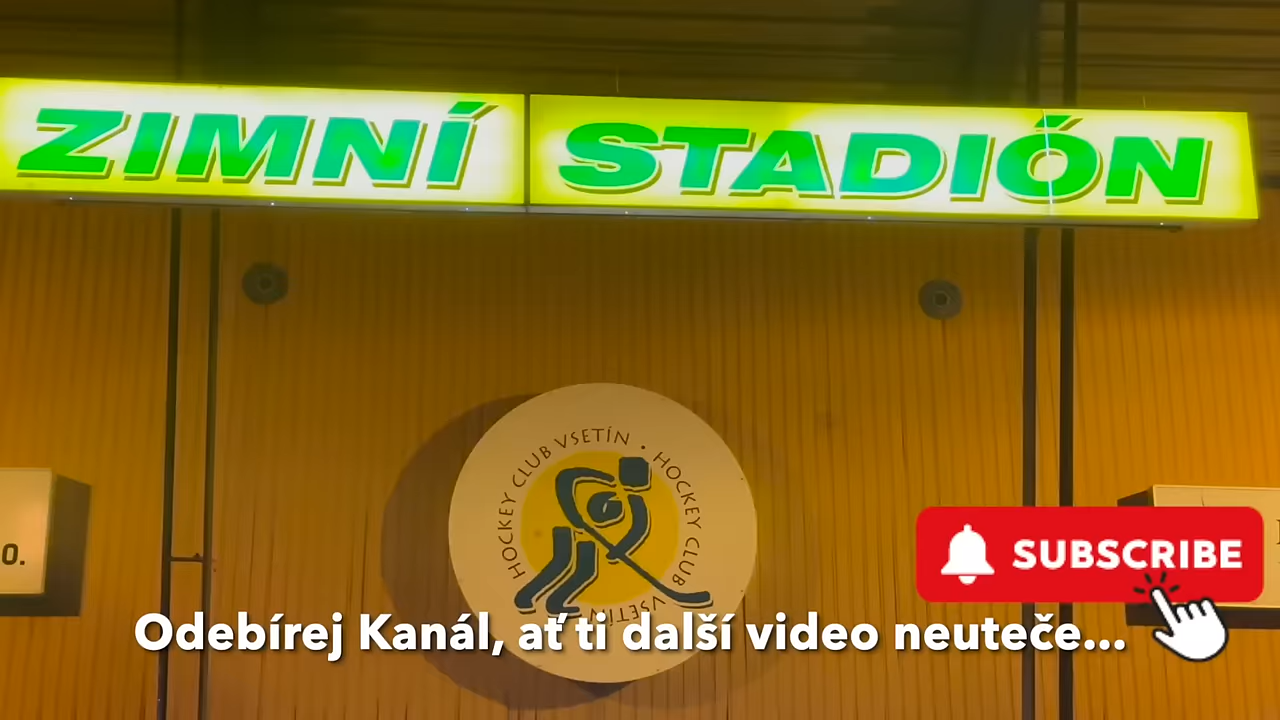 ZIMNÍ STADIÓN
HOCKEY CLUB VSETÍN · HOCKEY CLUB VSETÍN
O.
SUBSCRIBE
Odebírej Kanál, ať ti další video neuteče...